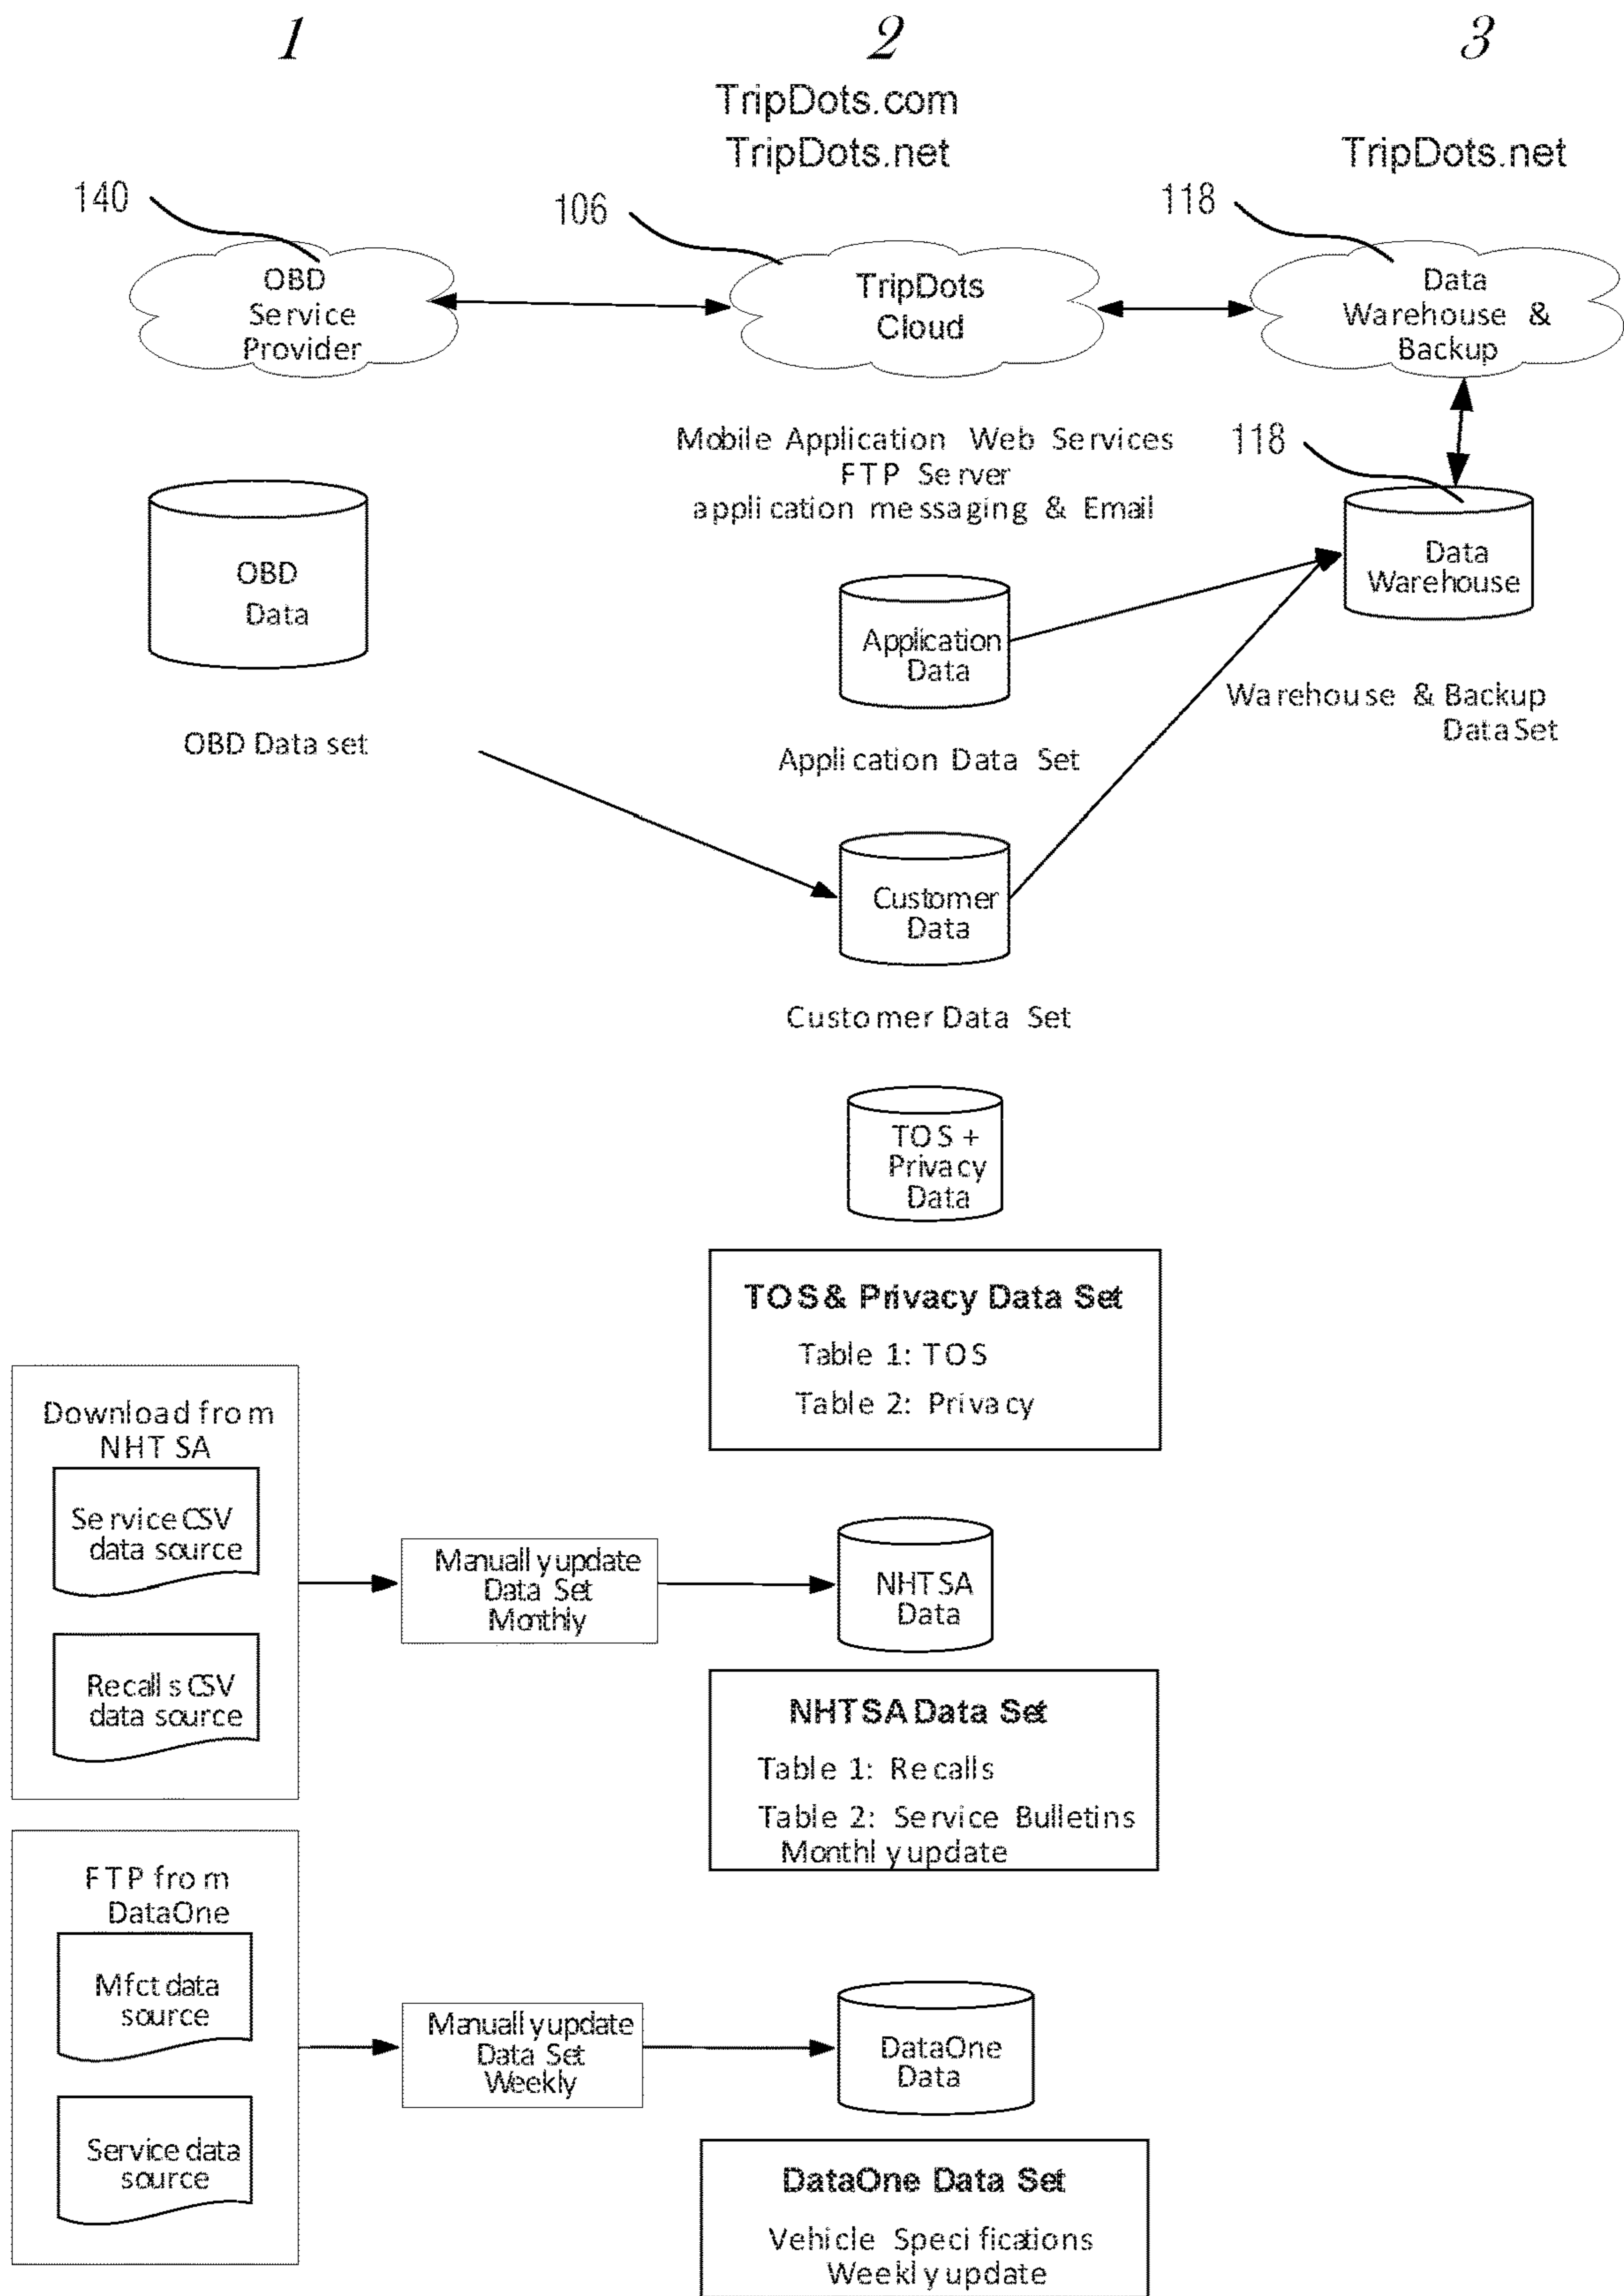 1
2
3
TripDots.com
TripDots.net
TripDots.net
140
106
118
OBD
Service
Provider
TripDots
Cloud
Data
Warehouse &
Backup
Mobile Application Web Services
FTP Server
application messaging & Email
118
OBD
Data
Application
Data
Data
Warehouse
OBD Data set
Application Data Set
Warehouse & Backup
DataSet
Customer
Data
Customer Data Set
TOS +
Privacy
Data
TOS & Privacy Data Set
Table 1: TOS
Table 2: Privacy
Download from
NHTSA
Service CSV
data source
Recalls CSV
data source
Manually update
Data Set
Monthly
NHTSA
Data
NHTSA Data Set
Table 1: Recalls
Table 2: Service Bulletins
Monthly update
FTP from
DataOne
Mfct data
source
Service data
source
Manually update
Data Set
Weekly
DataOne
Data
DataOne Data Set
Vehicle Specifications
Weekly update